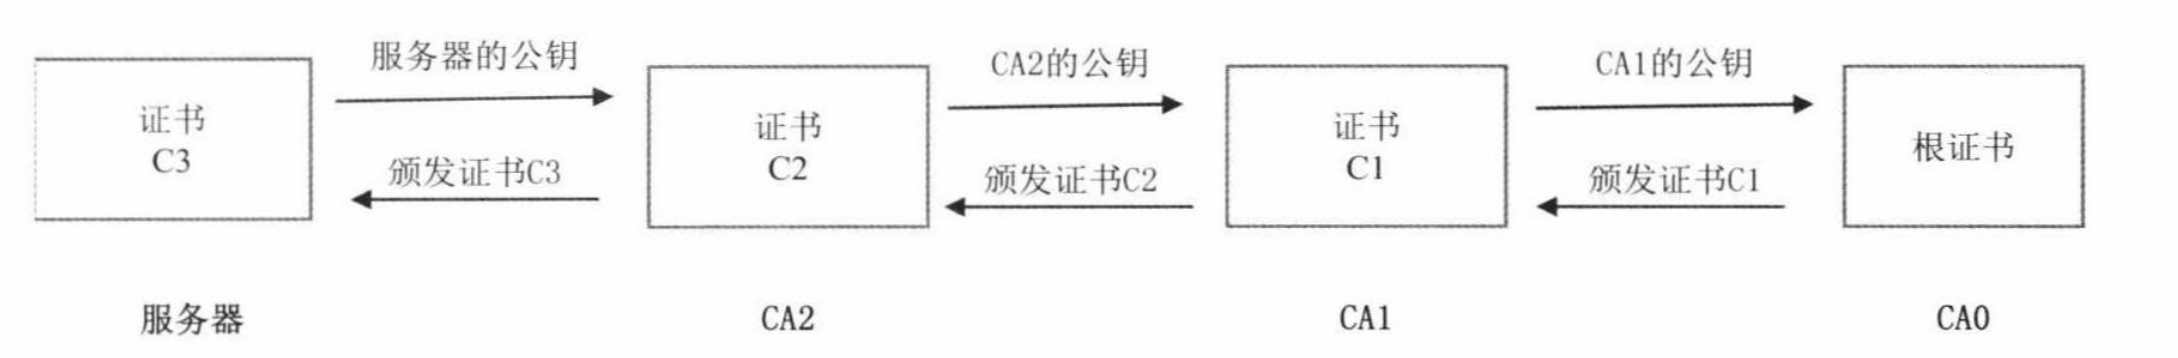 服务器的公钥
CA2的公钥
CA1的公钥
证书
C3
证书
C2
证书
C1
根证书
颁发证书C3
颁发证书C2
颁发证书C1
服务器
CA2
CA1
CA0